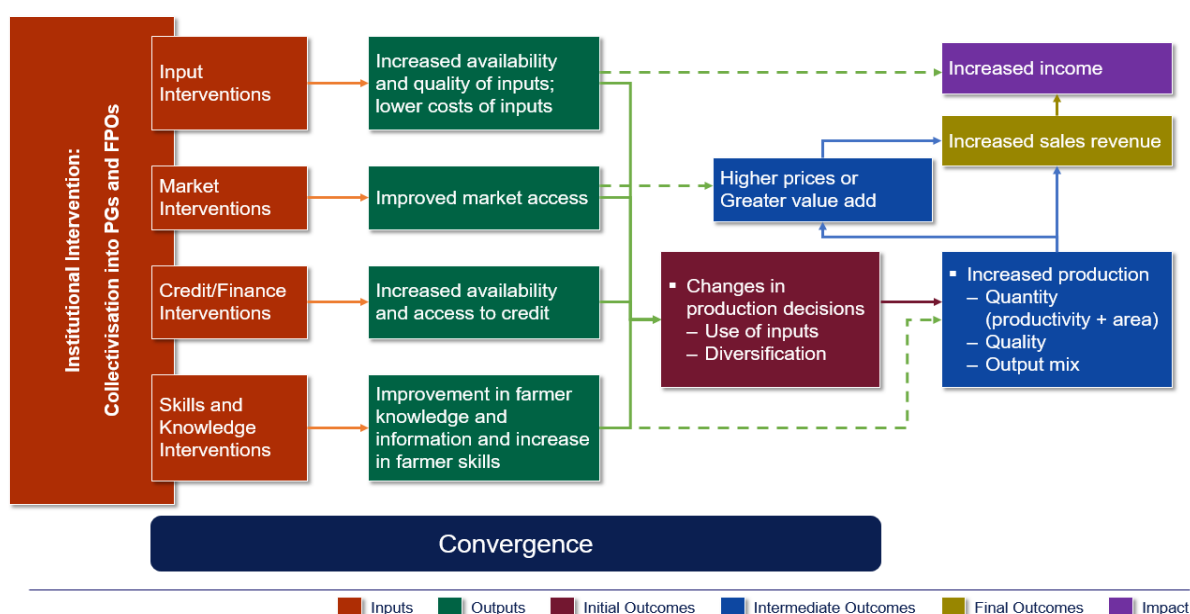 Institutional Intervention:
Collectivisation into PGs and FPOs
Input
Interventions
Increased availability
and quality of inputs;
lower costs of inputs
Increased income
Increased sales revenue
Market
Interventions
Improved market access
Higher prices or
Greater value add
Credit/Finance
Interventions
Increased availability
and access to credit
▪ Changes in
production decisions
– Use of inputs
– Diversification
▪ Increased production
– Quantity
(productivity + area)
– Quality
– Output mix
Skills and
Knowledge
Interventions
Improvement in farmer
knowledge and
information and increase
in farmer skills
Convergence
Inputs
Outputs
Initial Outcomes
Intermediate Outcomes
Final Outcomes
Impact